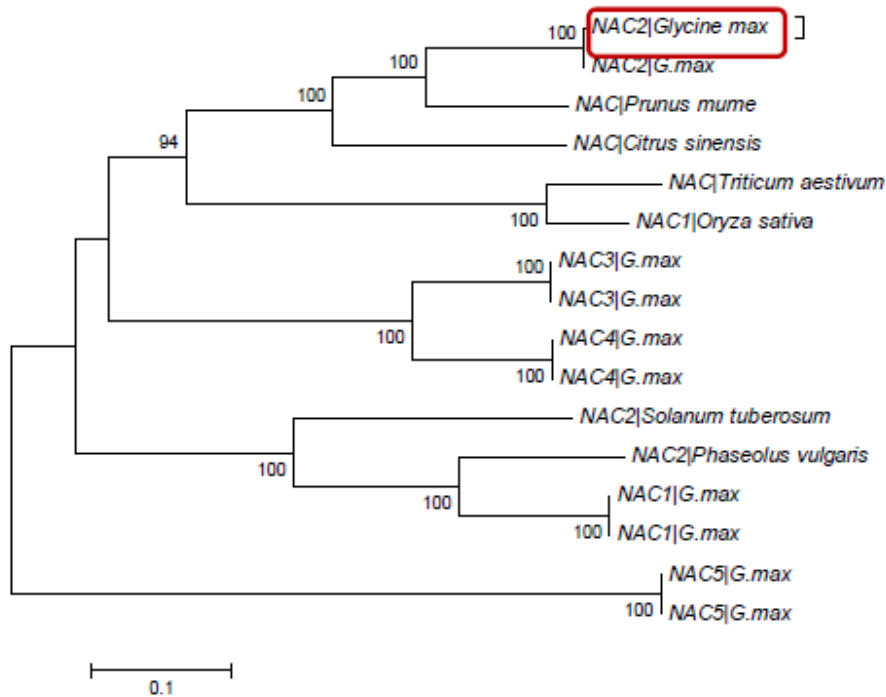 100 NAC2|Glycine max
NAC2|G.max
100
NAC|Prunus mume
100
NAC|Citrus sinensis
94
NAC|Triticum aestivum
100
NAC1|Oryza sativa
100 NAC3|G.max
NAC3|G.max
100
NAC4|G.max
100 NAC4|G.max
NAC2|Solanum tuberosum
100
NAC2|Phaseolus vulgaris
100
NAC1|G.max
100 NAC1|G.max
NAC5|G.max
100 NAC5|G.max
0.1